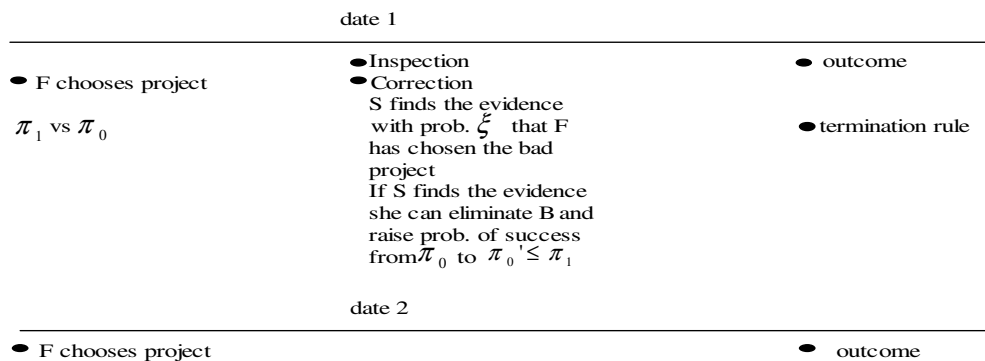 date 1
Inspection
outcome
F chooses project
Correction
S finds the evidence
π₁ vs π₀
with prob. ξ that F
termination rule
has chosen the bad
project
If S finds the evidence
she can eliminate B and
raise prob. of success
from π₀ to π₀' ≤ π₁
date 2
F chooses project
outcome